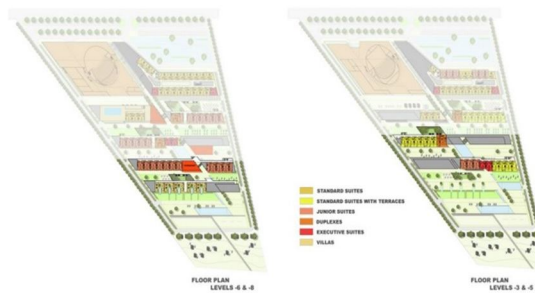 STANDARD SUITES
STANDARD SUITES WITH TERRACES
JUNIOR SUITES
DUPLEXES
EXECUTIVE SUITES
VILLAS
FLOOR PLAN
LEVELS -6 & -8
FLOOR PLAN
LEVELS -3 & -5